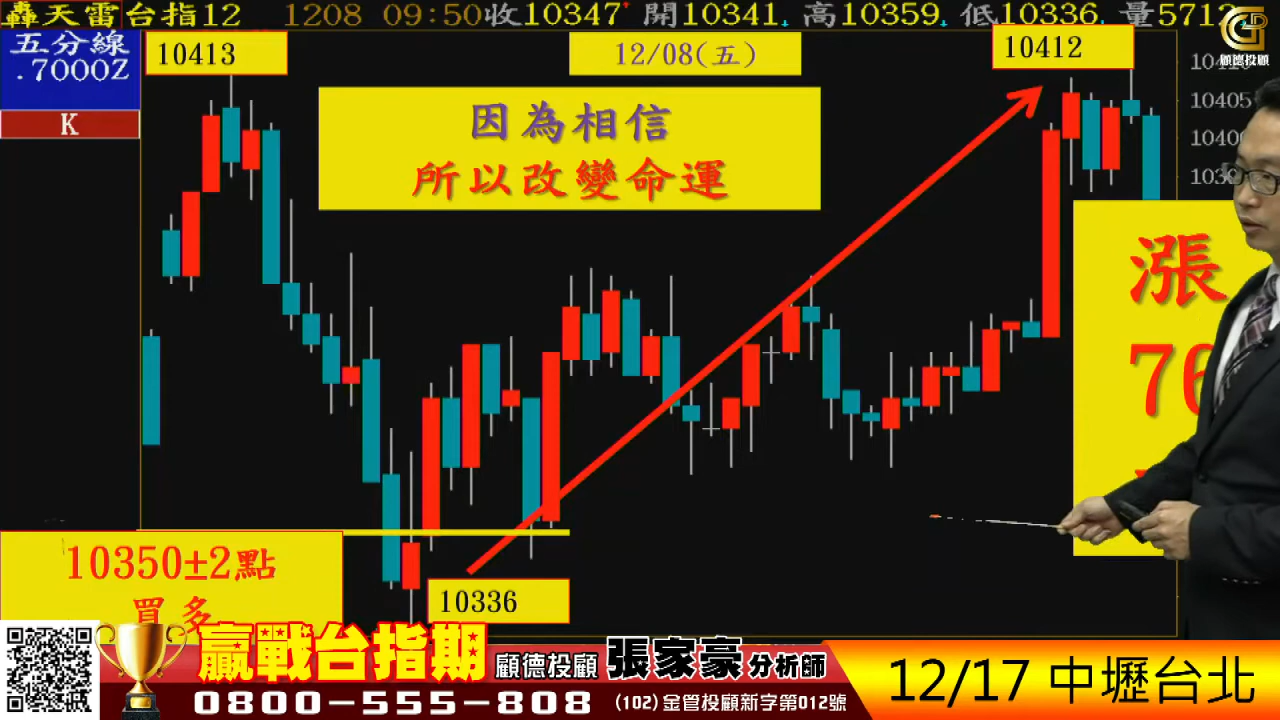 轟天雷台指12 1208 09:50收10347 開10341 高10359 低10336 量5712
五分線
.7000Z
K
10413
12/08(五)
10412
因為相信
所以改變命運
10405
漲
76
10350±2點
買多
10336
顧德投顧
贏戰台指期 顧德投顧 張家豪分析師
0800-555-808 (102)金管投顧新字第012號
12/17 中壢台北